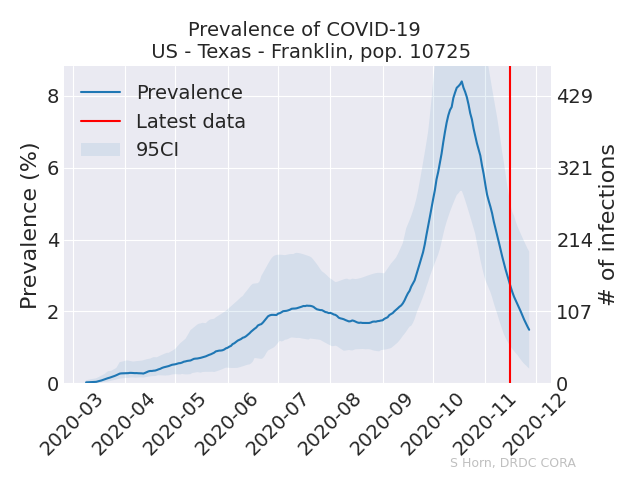 Prevalence of COVID-19
US - Texas - Franklin, pop. 10725
Prevalence
Latest data
95CI
Prevalence (%)
8
6
4
2
0
# of infections
429
321
214
107
0
2020-03
2020-04
2020-05
2020-06
2020-07
2020-08
2020-09
2020-10
2020-11
2020-12
S Horn, DRDC CORA